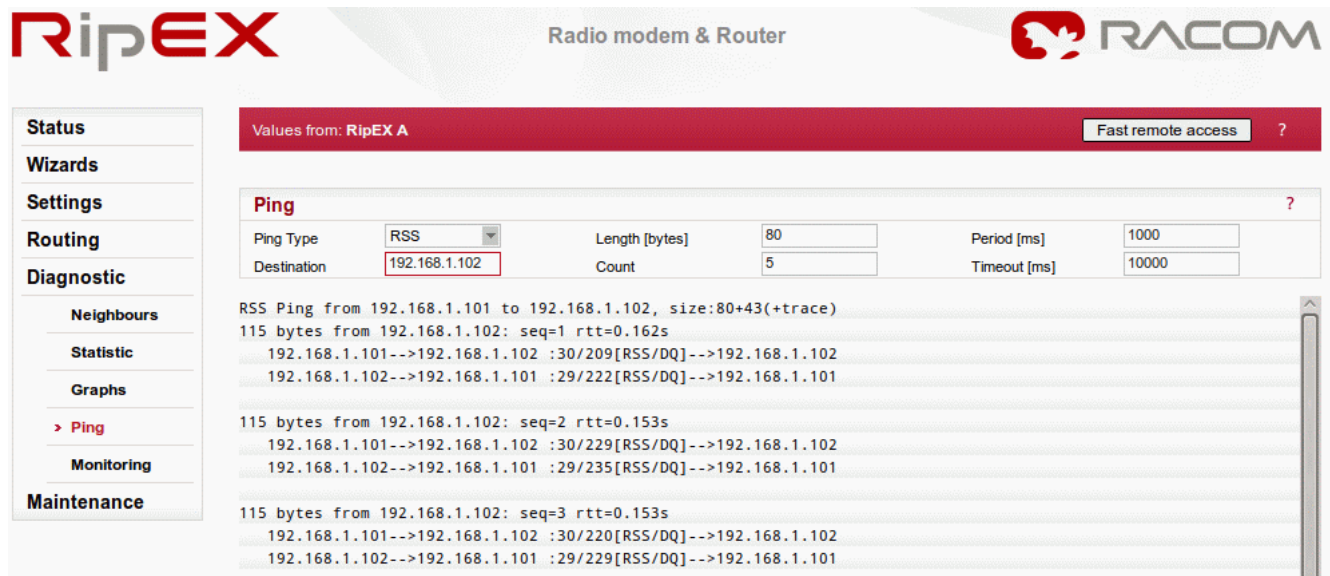 RipEX
Radio modem & Router
RACOM
Status
Wizards
Settings
Routing
Diagnostic
Neighbours
Statistic
Graphs
> Ping
Monitoring
Maintenance
Values from: RipEX A
Fast remote access
?
Ping
?
Ping Type RSS Length [bytes] 80 Period [ms] 1000
Destination 192.168.1.102 Count 5 Timeout [ms] 10000
RSS Ping from 192.168.1.101 to 192.168.1.102, size:80+43(+trace)
115 bytes from 192.168.1.102: seq=1 rtt=0.162s
192.168.1.101-->192.168.1.102 :30/209[RSS/DQ]-->192.168.1.102
192.168.1.102-->192.168.1.101 :29/222[RSS/DQ]-->192.168.1.101
115 bytes from 192.168.1.102: seq=2 rtt=0.153s
192.168.1.101-->192.168.1.102 :30/229[RSS/DQ]-->192.168.1.102
192.168.1.102-->192.168.1.101 :29/235[RSS/DQ]-->192.168.1.101
115 bytes from 192.168.1.102: seq=3 rtt=0.153s
192.168.1.101-->192.168.1.102 :30/220[RSS/DQ]-->192.168.1.102
192.168.1.102-->192.168.1.101 :29/229[RSS/DQ]-->192.168.1.101